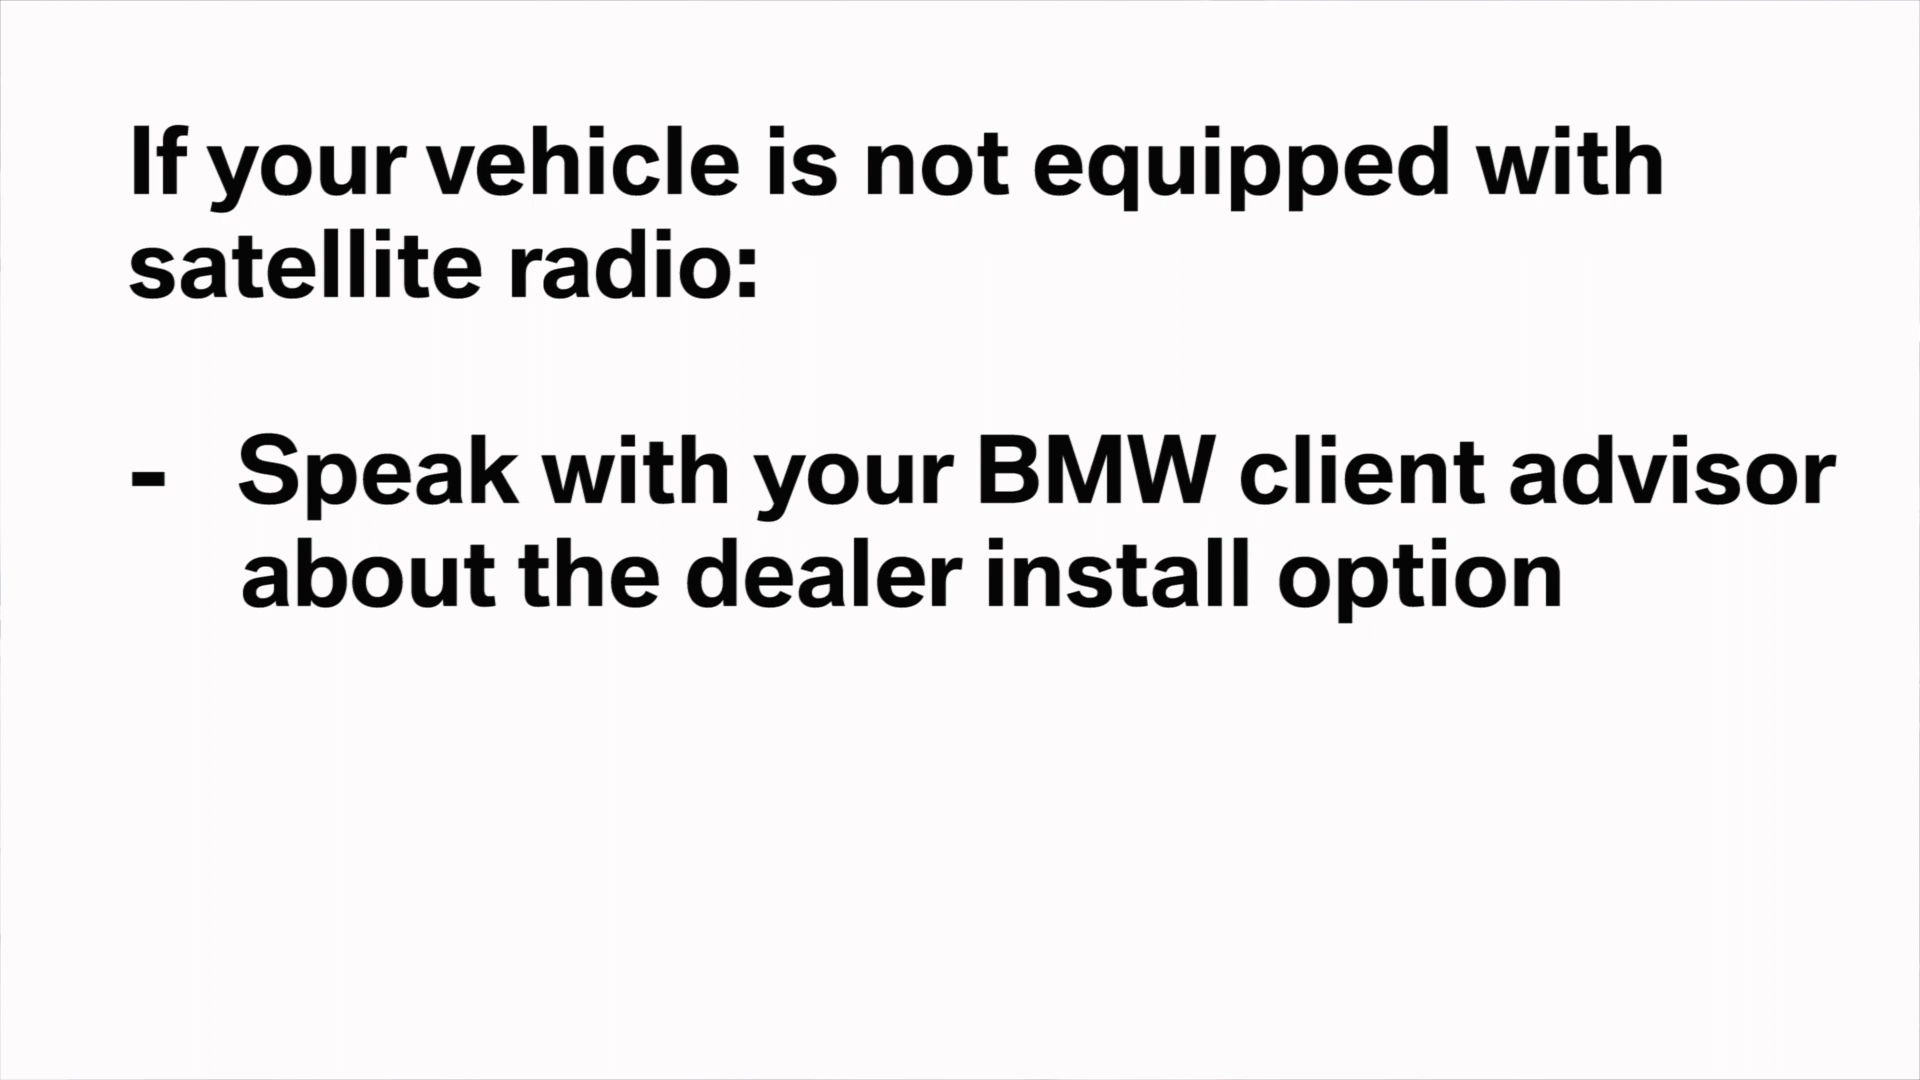 If your vehicle is not equipped with
satellite radio:
- Speak with your BMW client advisor
about the dealer install option